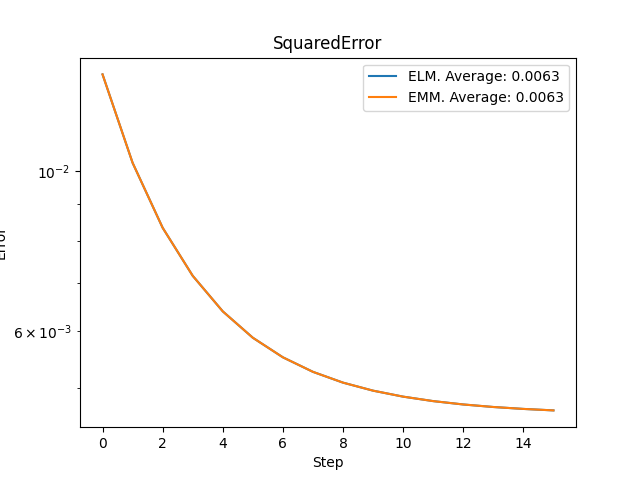 SquaredError
ELM. Average: 0.0063
EMM. Average: 0.0063
10^{-2}
6 × 10^{-3}
Error
0 2 4 6 8 10 12 14
Step